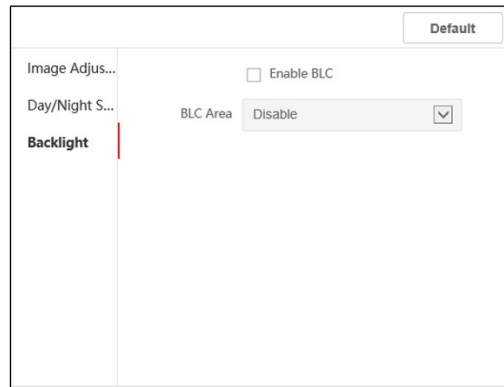 Default
Image Adjus...
Enable BLC
Day/Night S...
BLC Area
Disable
Backlight